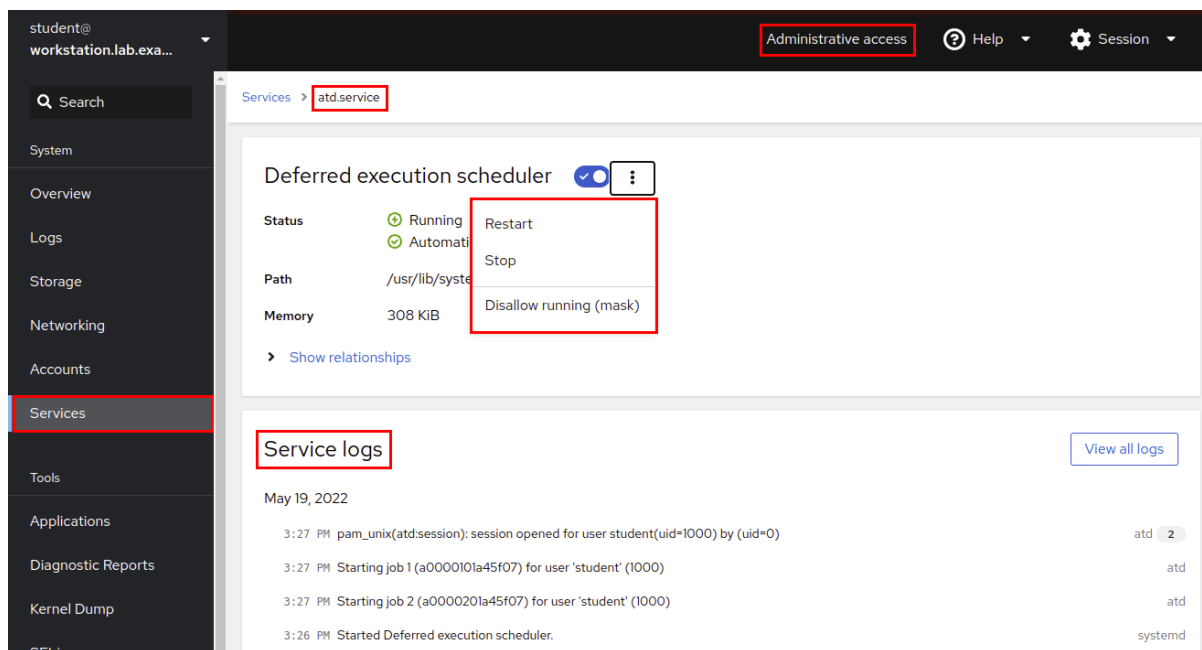 student@
workstation.lab.exa...
Administrative access
Help
Session
Search
System
Overview
Logs
Storage
Networking
Accounts
Services
Tools
Applications
Diagnostic Reports
Kernel Dump
Services > atd.service
Deferred execution scheduler
Status
Running
Automati
Path
/usr/lib/syste
Memory
308 KiB
Restart
Stop
Disallow running (mask)
Show relationships
Service logs
View all logs
May 19, 2022
3:27 PM pam_unix(atd:session): session opened for user student(uid=1000) by (uid=0) atd 2
3:27 PM Starting job 1 (a0000101a45f07) for user 'student' (1000) atd
3:27 PM Starting job 2 (a0000201a45f07) for user 'student' (1000) atd
3:26 PM Started Deferred execution scheduler. systemd